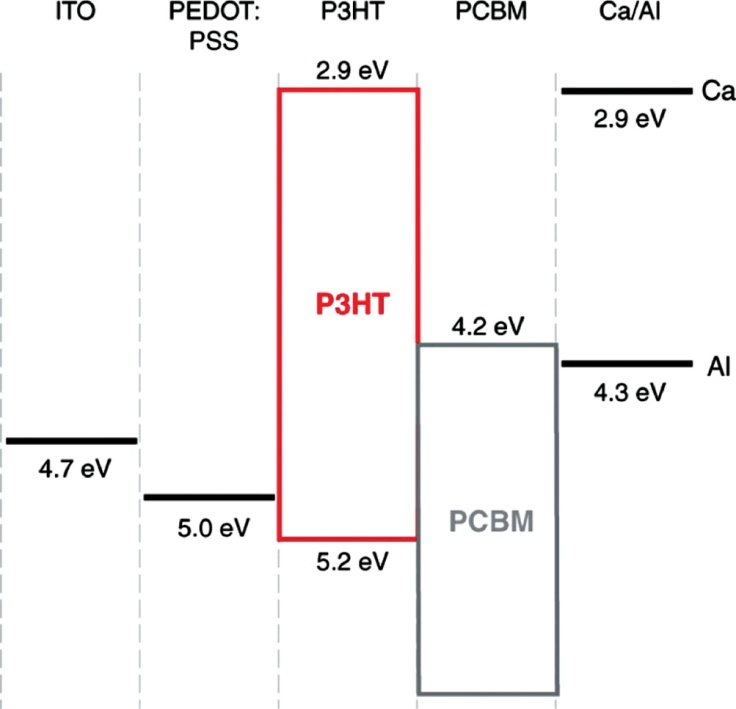 ITO
PEDOT:
PSS
P3HT
PCBM
Ca/Al
2.9 eV
Ca
2.9 eV
P3HT
4.2 eV
Al
4.3 eV
4.7 eV
5.0 eV
PCBM
5.2 eV